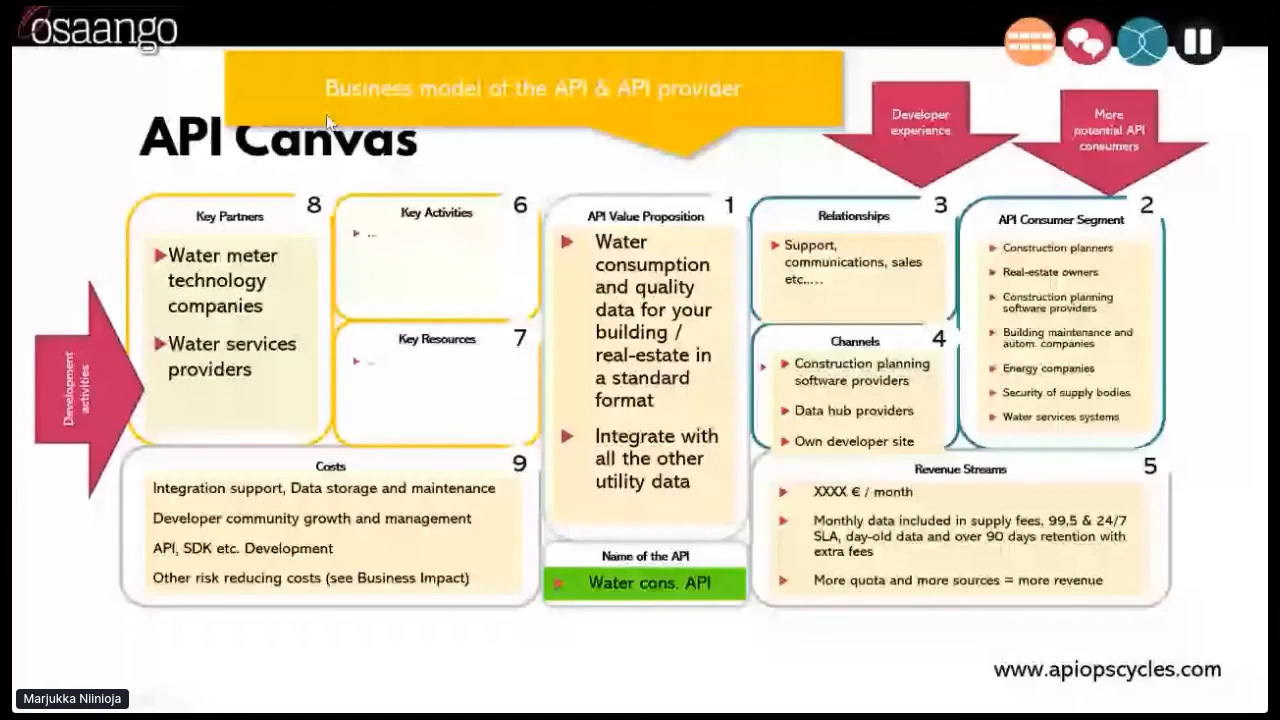 osaango
Business model of the API & API provider
API Canvas
Developer
experience
More
potential API
consumers
Development
activities
Key Partners
8
Water meter
technology
companies
Water services
providers
Key Activities
6
...
Key Resources
7
...
API Value Proposition
1
Water
consumption
and quality
data for your
building /
real-estate in
a standard
format
Integrate with
all the other
utility data
Name of the API
Water cons. API
Relationships
3
Support,
communications, sales
etc.....
Channels
4
Construction planning
software providers
Data hub providers
Own developer site
API Consumer Segment
2
Construction planners
Real-estate owners
Construction planning
software providers
Building maintenance and
autom. companies
Energy companies
Security of supply bodies
Water services systems
Costs
9
Integration support, Data storage and maintenance
Developer community growth and management
API, SDK etc. Development
Other risk reducing costs (see Business Impact)
Revenue Streams
5
XXXX € / month
Monthly data included in supply fees, 99,5 & 24/7
SLA, day-old data and over 90 days retention with
extra fees
More quota and more sources = more revenue
www.apiopscycles.com
Marjukka Niinioja